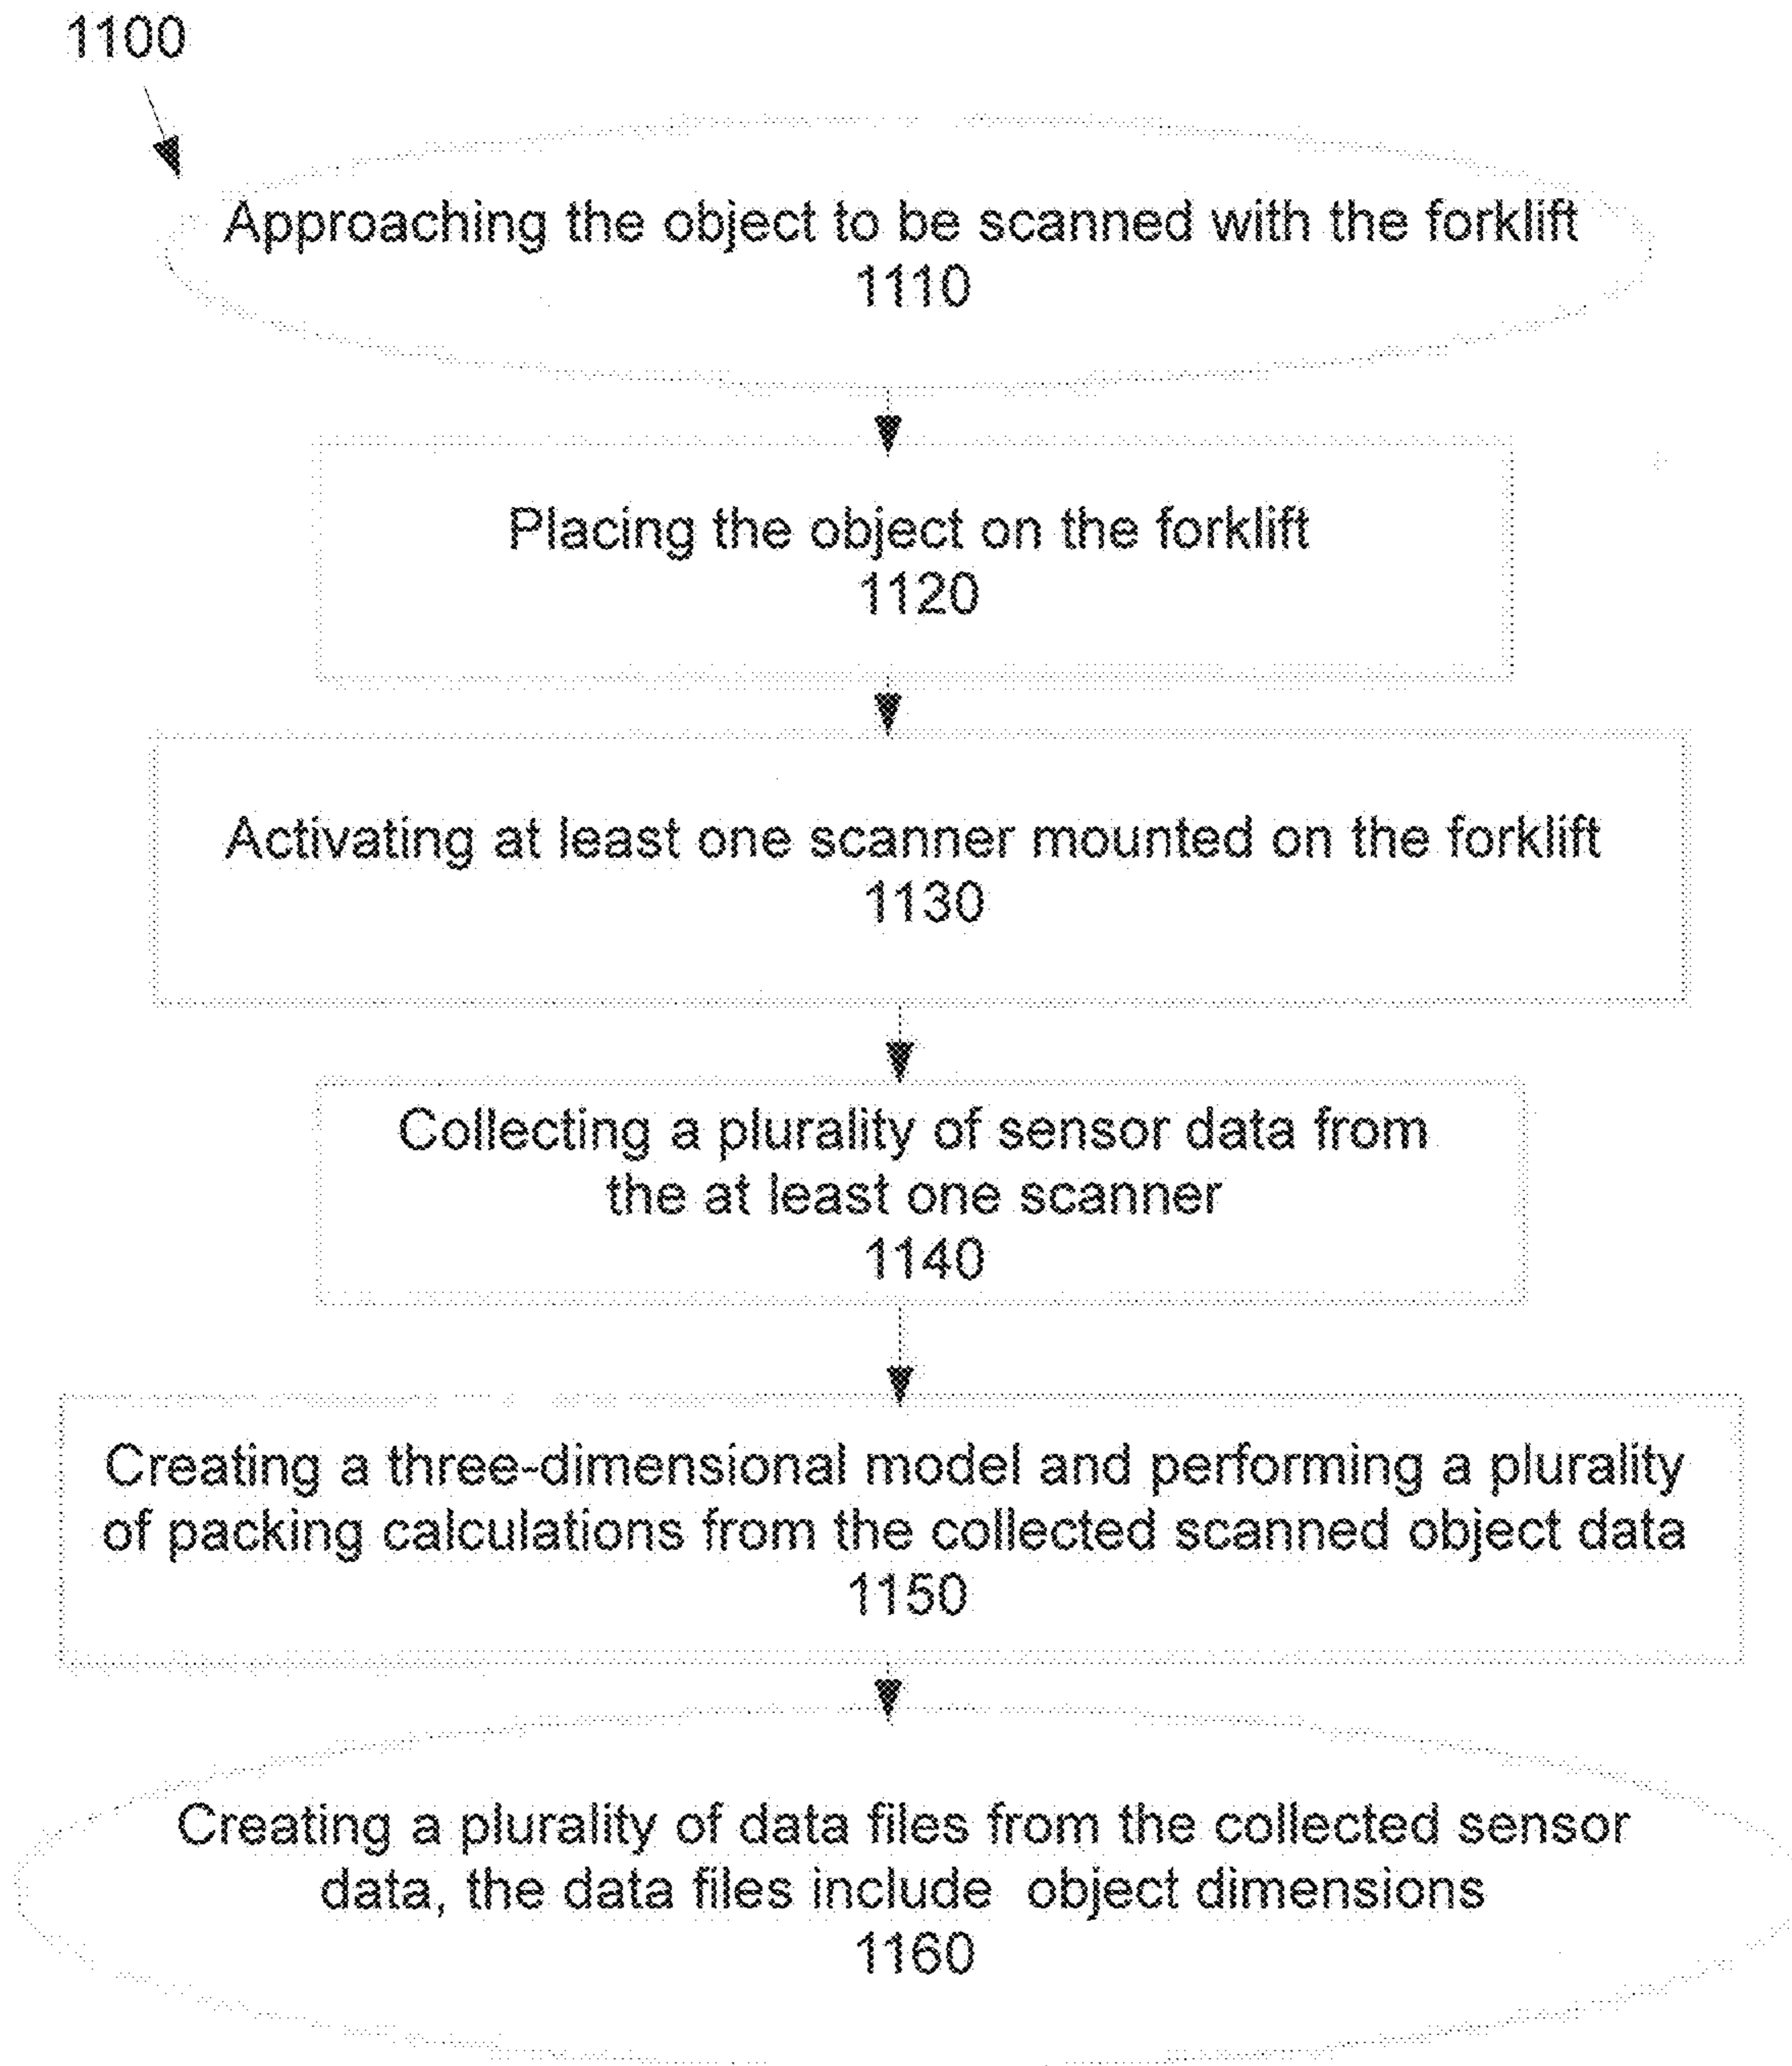 1100
Approaching the object to be scanned with the forklift
1110
Placing the object on the forklift
1120
Activating at least one scanner mounted on the forklift
1130
Collecting a plurality of sensor data from
the at least one scanner
1140
Creating a three-dimensional model and performing a plurality
of packing calculations from the collected scanned object data
1150
Creating a plurality of data files from the collected sensor
data, the data files include object dimensions
1160